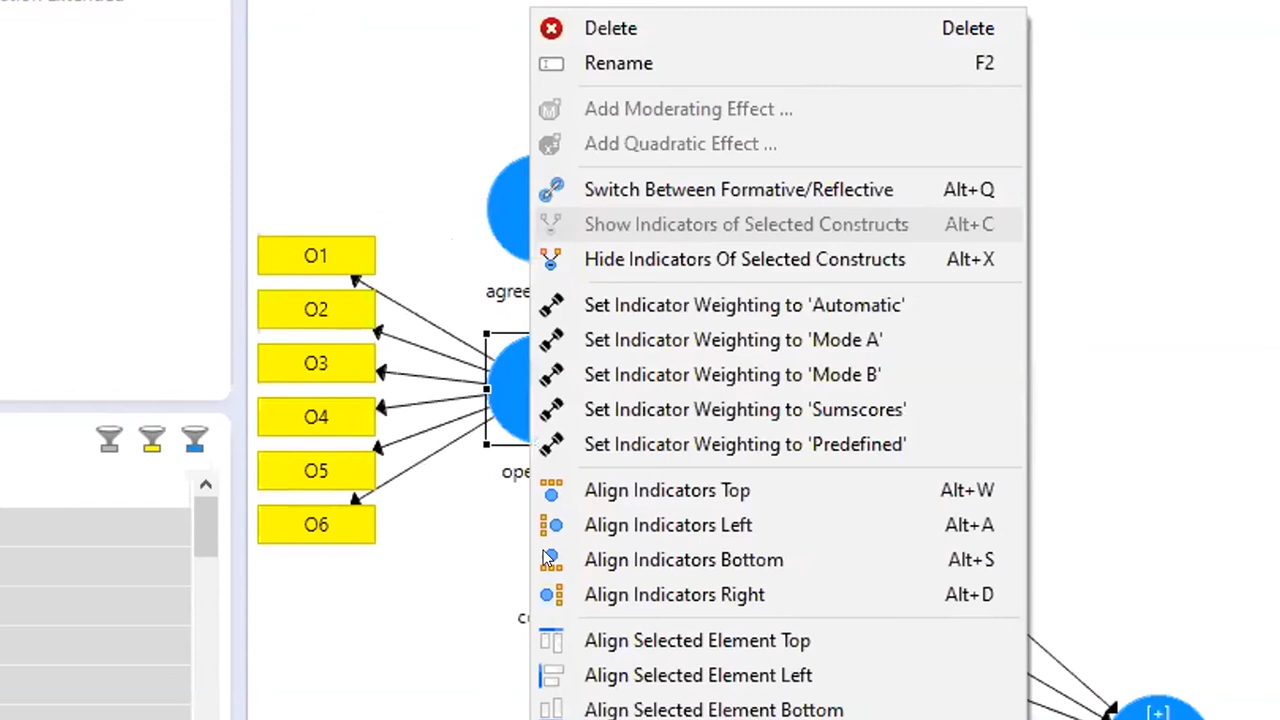 Delete Delete
Rename F2
Add Moderating Effect ...
Add Quadratic Effect ...
Switch Between Formative/Reflective Alt+Q
Show Indicators of Selected Constructs Alt+C
Hide Indicators Of Selected Constructs Alt+X
Set Indicator Weighting to 'Automatic'
Set Indicator Weighting to 'Mode A'
Set Indicator Weighting to 'Mode B'
Set Indicator Weighting to 'Sumscores'
Set Indicator Weighting to 'Predefined'
Align Indicators Top Alt+W
Align Indicators Left Alt+A
Align Indicators Bottom Alt+S
Align Indicators Right Alt+D
Align Selected Element Top
Align Selected Element Left
Align Selected Element Bottom
O1
O2
O3
O4
O5
O6
agree
ope
[+]